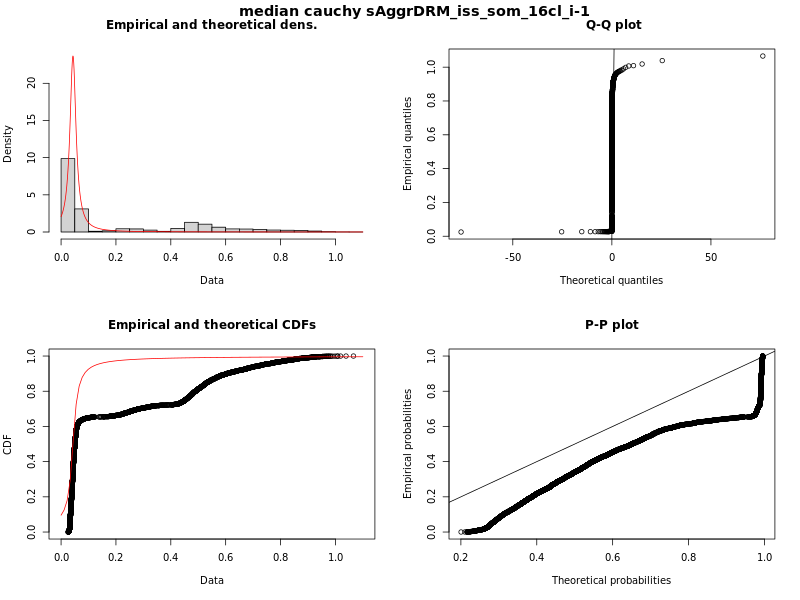 median cauchy sAggrDRM_iss_som_16cl_i-1
Empirical and theoretical dens.
Density
0 5 10 15 20
0.0 0.2 0.4 0.6 0.8 1.0
Data
Q-Q plot
Empirical quantiles
0.0 0.2 0.4 0.6 0.8 1.0
-50 0 50
Theoretical quantiles
Empirical and theoretical CDFs
CDF
0.0 0.2 0.4 0.6 0.8 1.0
0.0 0.2 0.4 0.6 0.8 1.0
Data
P-P plot
Empirical probabilities
0.0 0.2 0.4 0.6 0.8 1.0
0.2 0.4 0.6 0.8 1.0
Theoretical probabilities